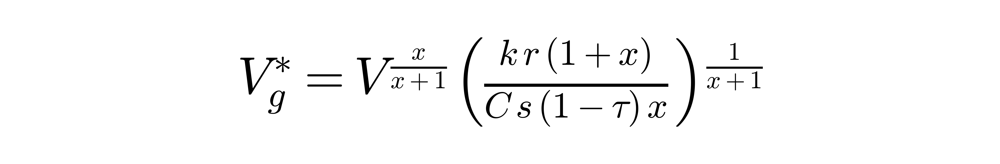 $V_g^* = V^{\frac{x}{x+1}} \left( \frac{k r (1+x)}{C s (1-\tau) x} \right)^{\frac{1}{x+1}}$